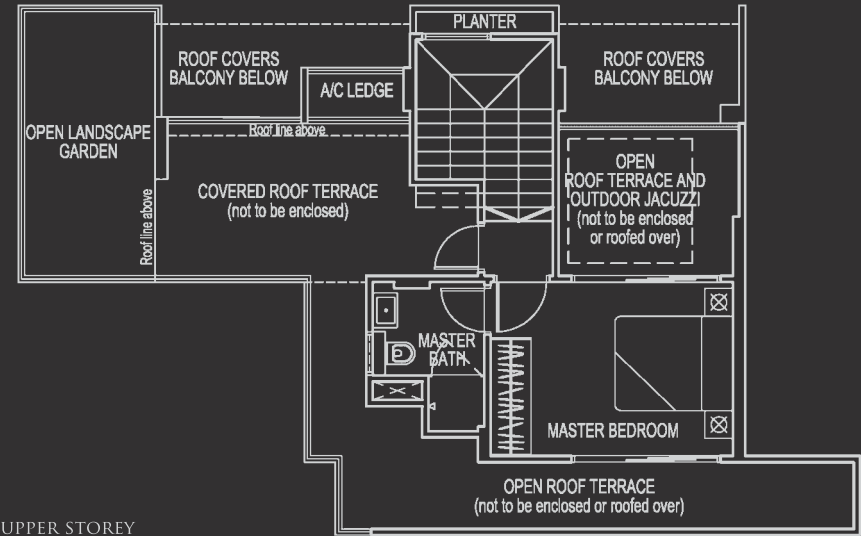 PLANTER
ROOF COVERS
BALCONY BELOW
ROOF COVERS
BALCONY BELOW
A/C LEDGE
OPEN LANDSCAPE
GARDEN
Roof line above
OPEN
ROOF TERRACE AND
OUTDOOR JACUZZI
(not to be enclosed
or roofed over)
COVERED ROOF TERRACE
(not to be enclosed)
Roof line above
MASTER
BATH
MASTER BEDROOM
OPEN ROOF TERRACE
(not to be enclosed or roofed over)
UPPER STOREY